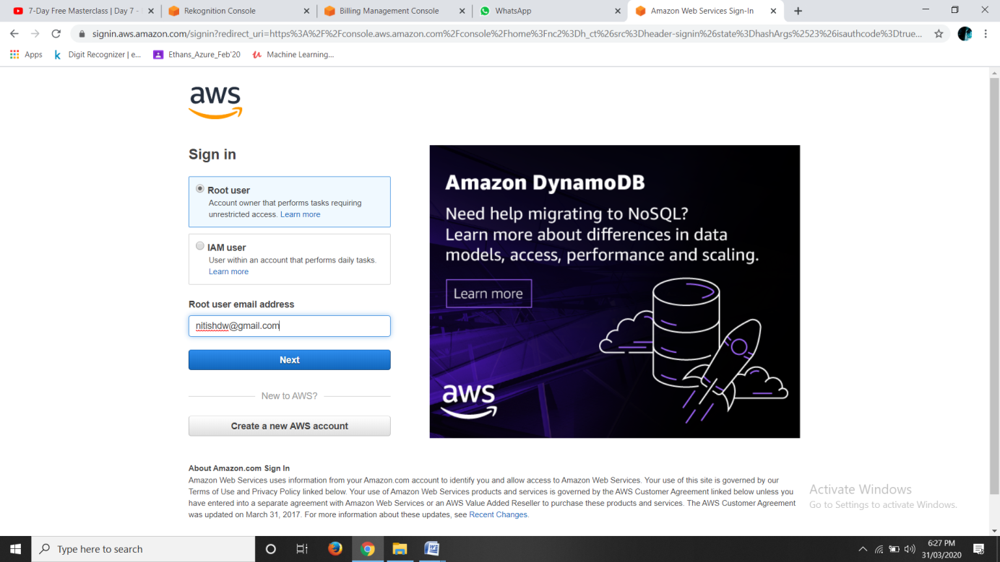 7-Day Free Masterclass | Day 7 -
Rekognition Console
Billing Management Console
WhatsApp
Amazon Web Services Sign-In
signin.aws.amazon.com/signin?redirect_uri=https%3A%2F%2Fconsole.aws.amazon.com%2Fconsole%2Fhome%3Fnc2%3Dh_ct%26src%3Dheader-signin%26state%3DhashArgs%2523%26isauthcode%3Dtrue...
Apps
Digit Recognizer | e...
Ethans_Azure_Feb'20
Machine Learning...
aws
Sign in
Root user
Account owner that performs tasks requiring
unrestricted access. Learn more
IAM user
User within an account that performs daily tasks.
Learn more
Root user email address
nitishdw@gmail.com
Next
New to AWS?
Create a new AWS account
Amazon DynamoDB
Need help migrating to NoSQL?
Learn more about differences in data
models, access, performance and scaling.
Learn more
aws
About Amazon.com Sign In
Amazon Web Services uses information from your Amazon.com account to identify you and allow access to Amazon Web Services. Your use of this site is governed by our
Terms of Use and Privacy Policy linked below. Your use of Amazon Web Services products and services is governed by the AWS Customer Agreement linked below unless you
have entered into a separate agreement with Amazon Web Services or an AWS Value Added Reseller to purchase these products and services. The AWS Customer Agreement
was updated on March 31, 2017. For more information about these updates, see Recent Changes.
Activate Windows
Go to Settings to activate Windows.
Type here to search
6:27 PM
31/03/2020